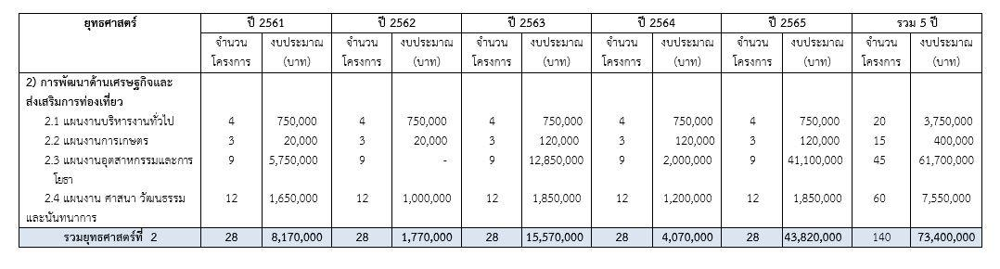 ยุทธศาสตร์ ปี 2561 ปี 2562 ปี 2563 ปี 2564 ปี 2565 รวม 5 ปี
จำนวน งบประมาณ จำนวน งบประมาณ จำนวน งบประมาณ จำนวน งบประมาณ จำนวน งบประมาณ จำนวน งบประมาณ
โครงการ (บาท) โครงการ (บาท) โครงการ (บาท) โครงการ (บาท) โครงการ (บาท) โครงการ (บาท)
2) การพัฒนาด้านเศรษฐกิจและ
ส่งเสริมการท่องเที่ยว
2.1 แผนงานบริหารงานทั่วไป 4 750,000 4 750,000 4 750,000 4 750,000 4 750,000 20 3,750,000
2.2 แผนงานการเกษตร 3 20,000 3 20,000 3 120,000 3 120,000 3 120,000 15 400,000
2.3 แผนงานอุตสาหกรรมและการ 9 5,750,000 9 - 9 12,850,000 9 2,000,000 9 41,100,000 45 61,700,000
โยธา
2.4 แผนงาน ศาสนา วัฒนธรรม 12 1,650,000 12 1,000,000 12 1,850,000 12 1,200,000 12 1,850,000 60 7,550,000
และนันทนาการ
รวมยุทธศาสตร์ที่ 2 28 8,170,000 28 1,770,000 28 15,570,000 28 4,070,000 28 43,820,000 140 73,400,000